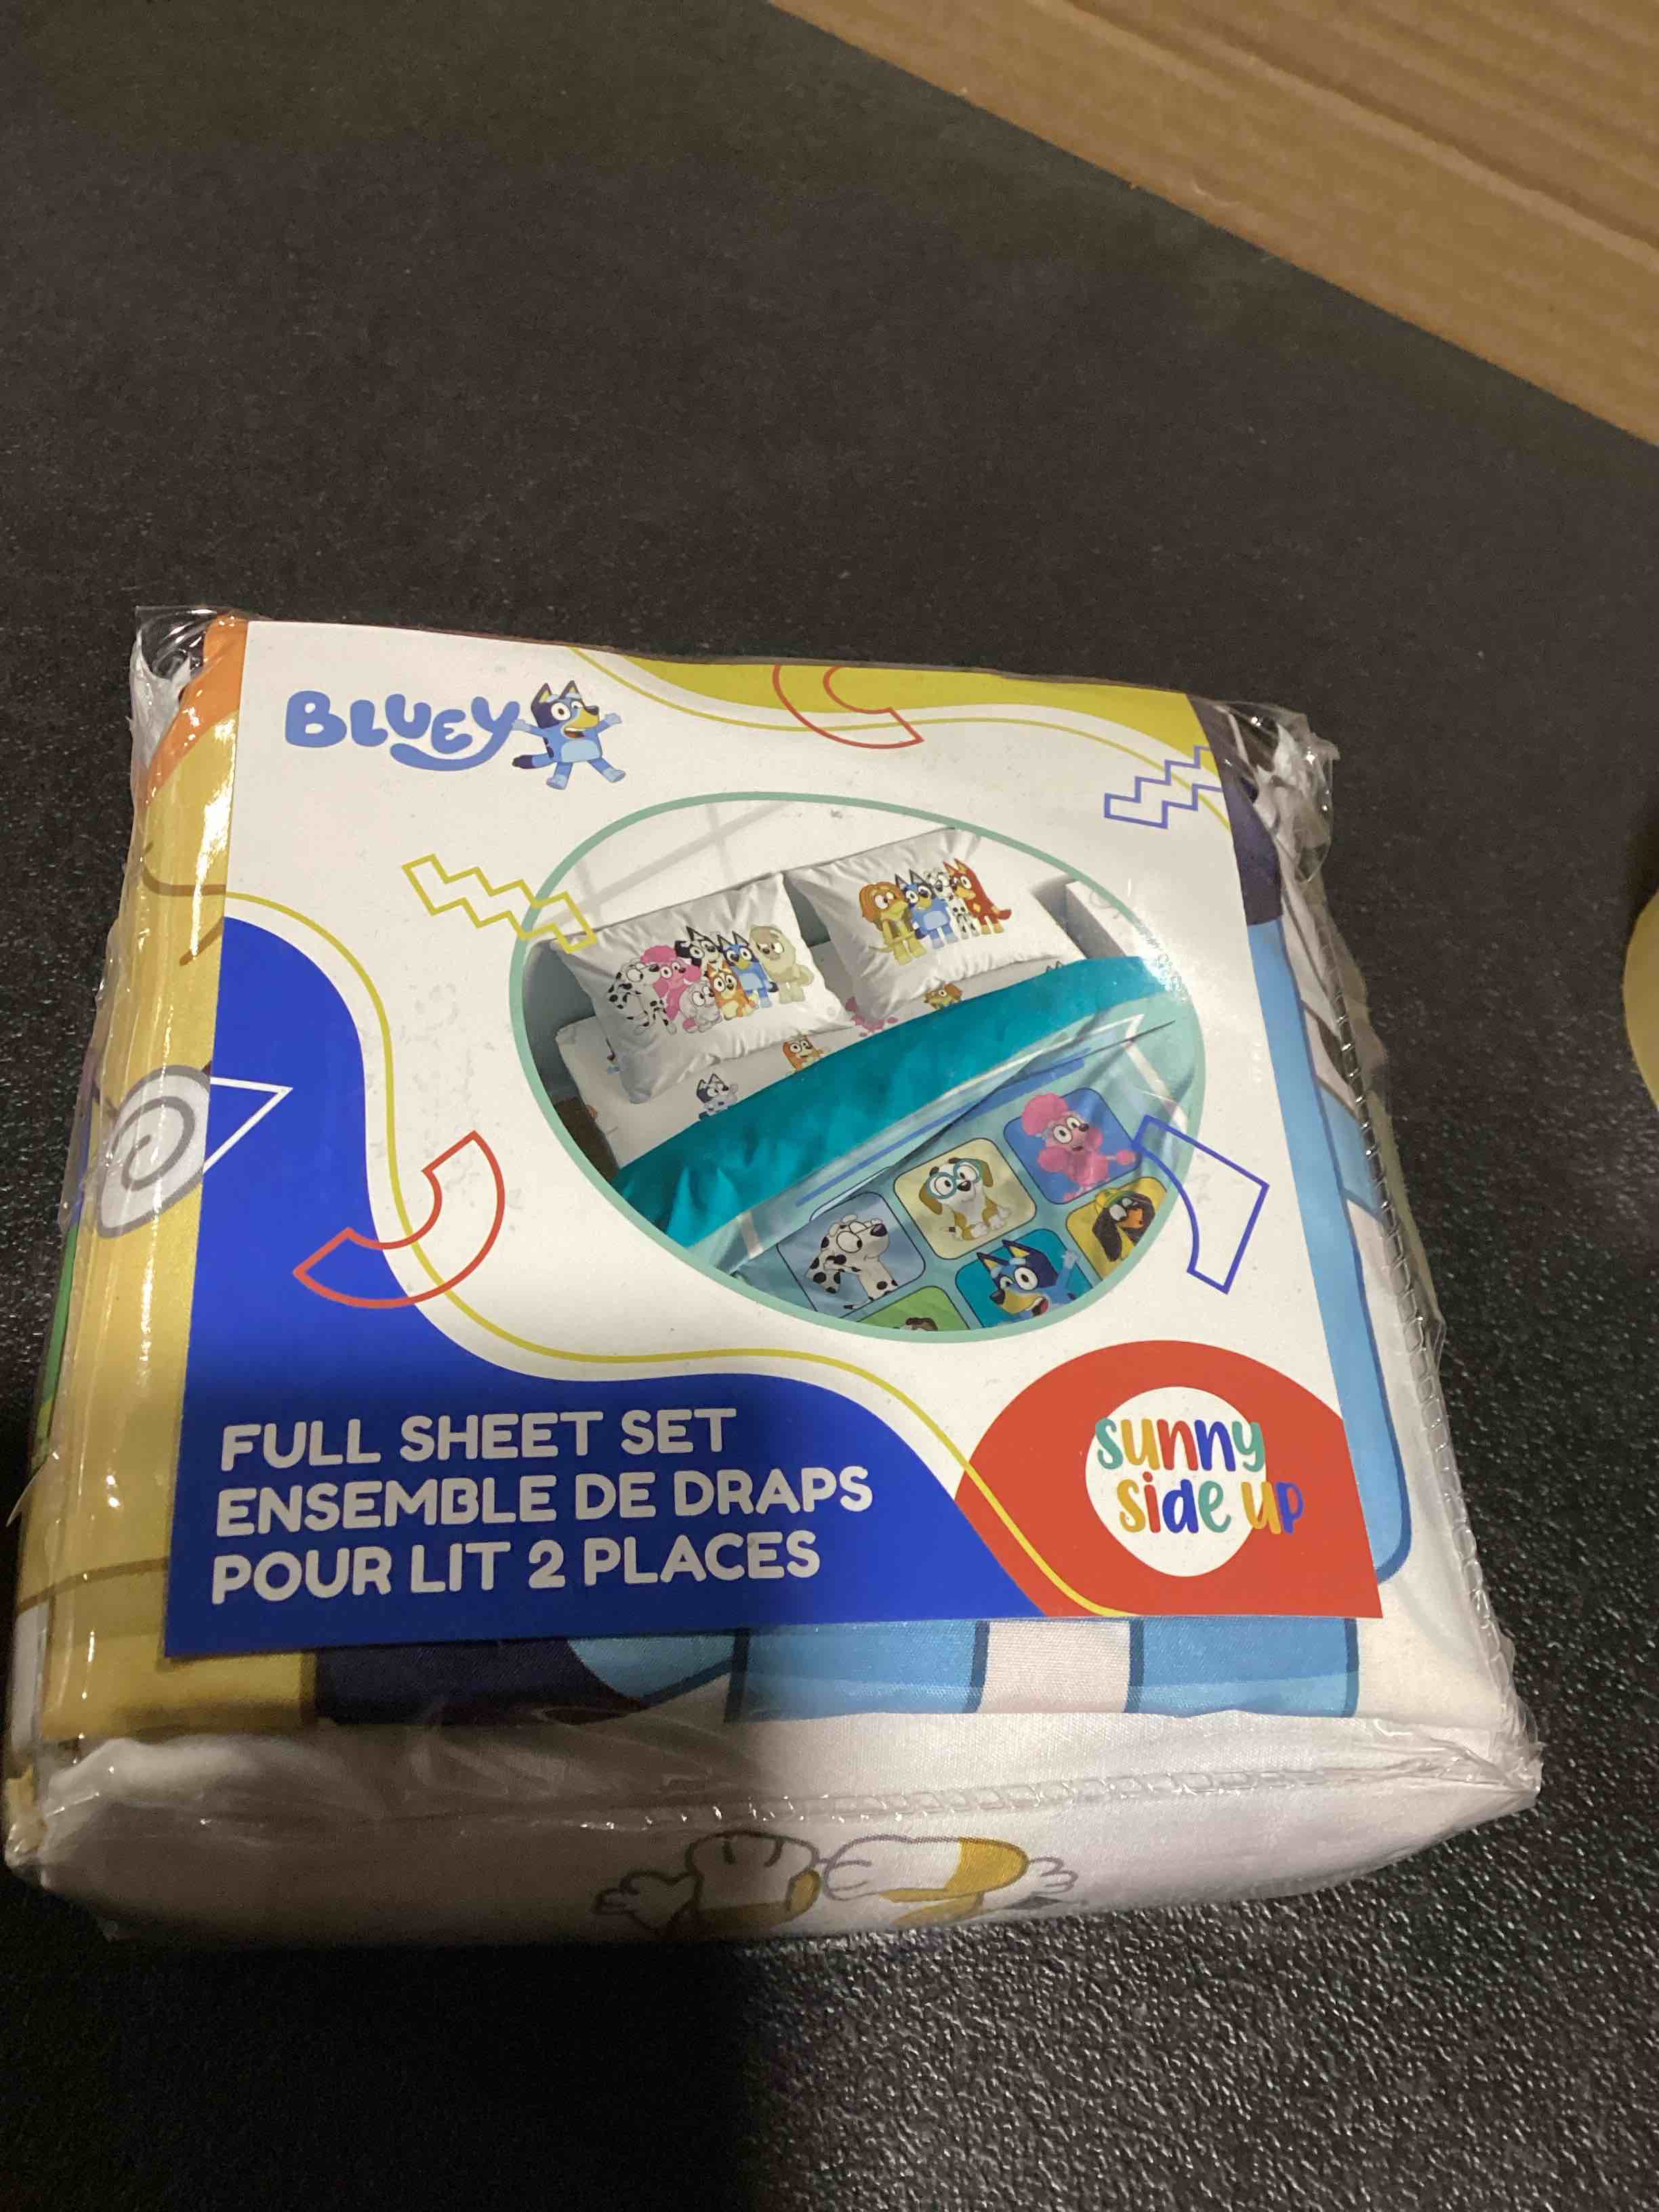 BLUEY
FULL SHEET SET
ENSEMBLE DE DRAPS
POUR LIT 2 PLACES
sunny
side up